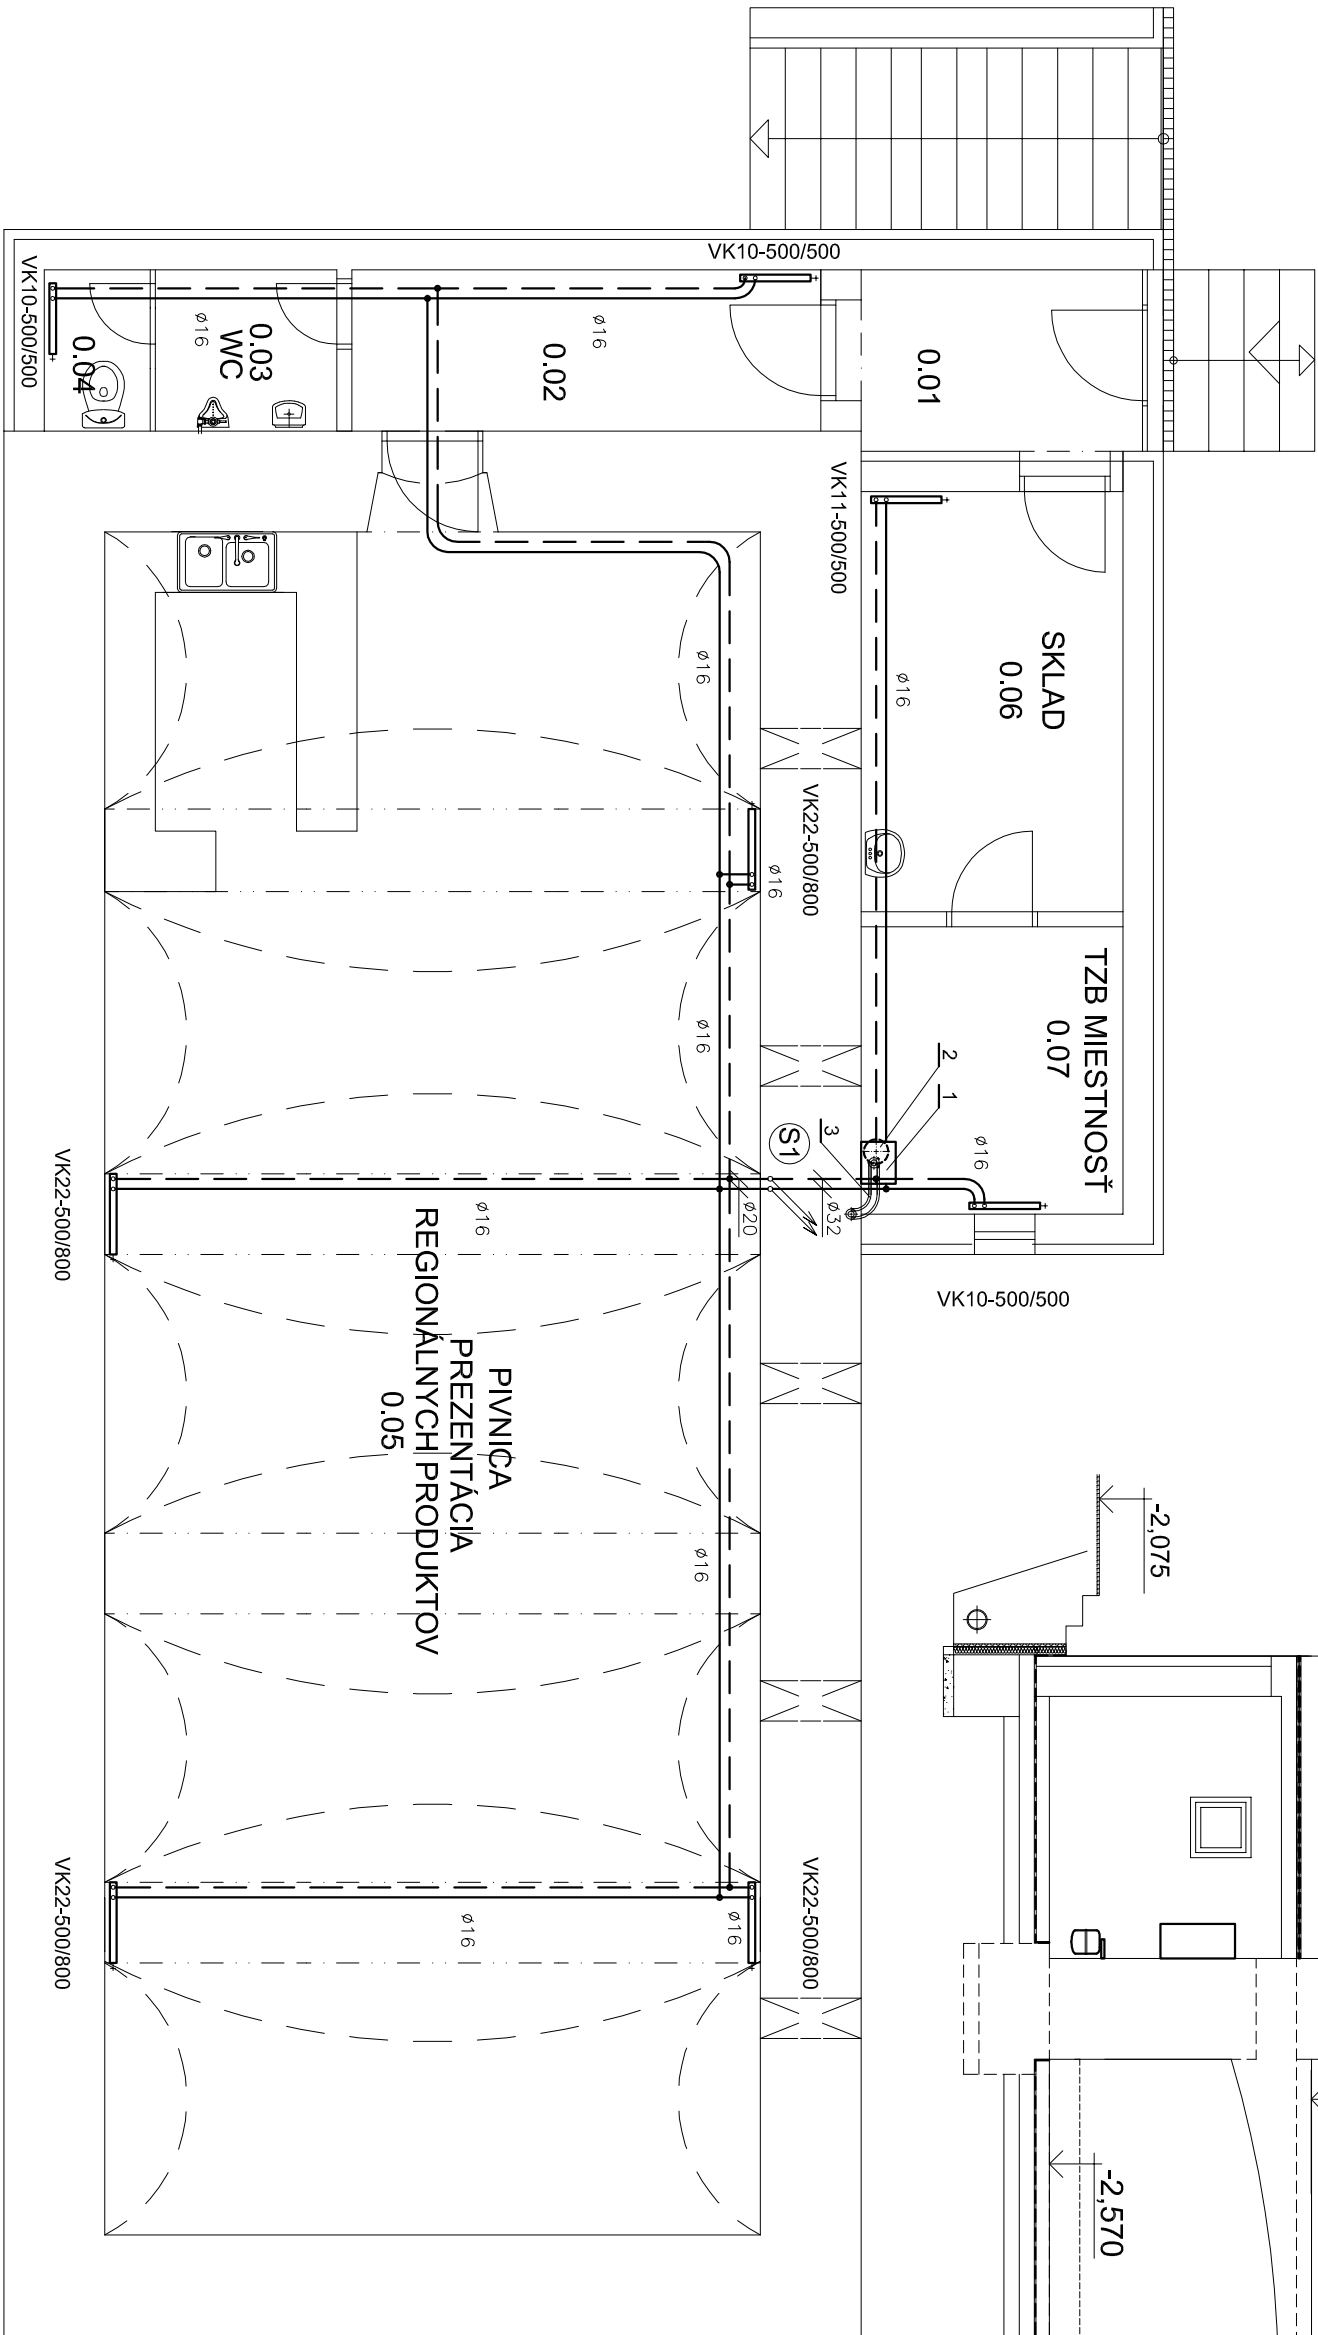 VK10-500/500
VK10-500/500
0.04
0.03
WC
ø16
0.02
ø16
0.01
VK11-500/500
SKLAD
0.06
ø16
ø16
VK22-500/800
ø16
TZB MIESTNOSŤ
0.07
2
1
3
S1
ø16
ø16
ø32
ø20
VK10-500/500
VK22-500/800
ø16
PIVNICA
PREZENTÁCIA
REGIONÁLNYCH PRODUKTOV
0.05
ø16
-2,075
VK22-500/800
VK22-500/800
ø16
ø16
-2,570